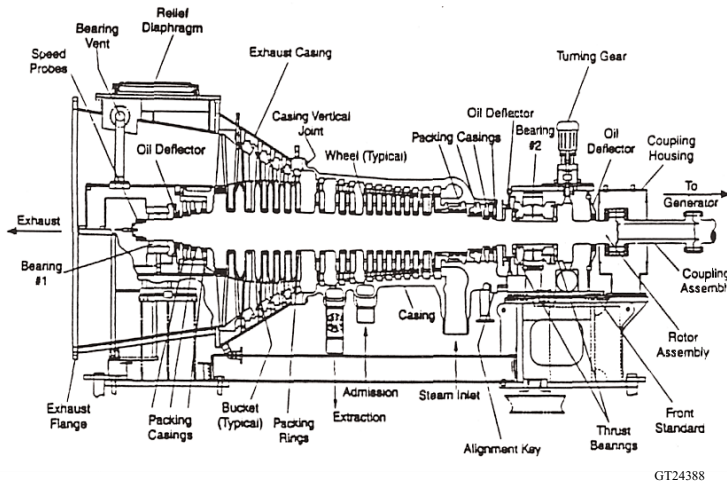 Relief
Diaphragm
Bearing
Vent
Speed
Probes
Exhaust Casing
Turning Gear
Casing Vertical
Joint
Oil Deflector
Packing Casings
Bearing
#2
Oil
Deflector
Coupling
Housing
Oil Deflector
Wheel (Typical)
To
Generator
Exhaust
Bearing
#1
Casing
Coupling
Assembly
Rotor
Assembly
Exhaust
Flange
Packing
Casings
Bucket
(Typical)
Packing
Rings
Admission
Extraction
Steam Inlet
Alignment Key
Thrust
Bearings
Front
Standard
GT24388